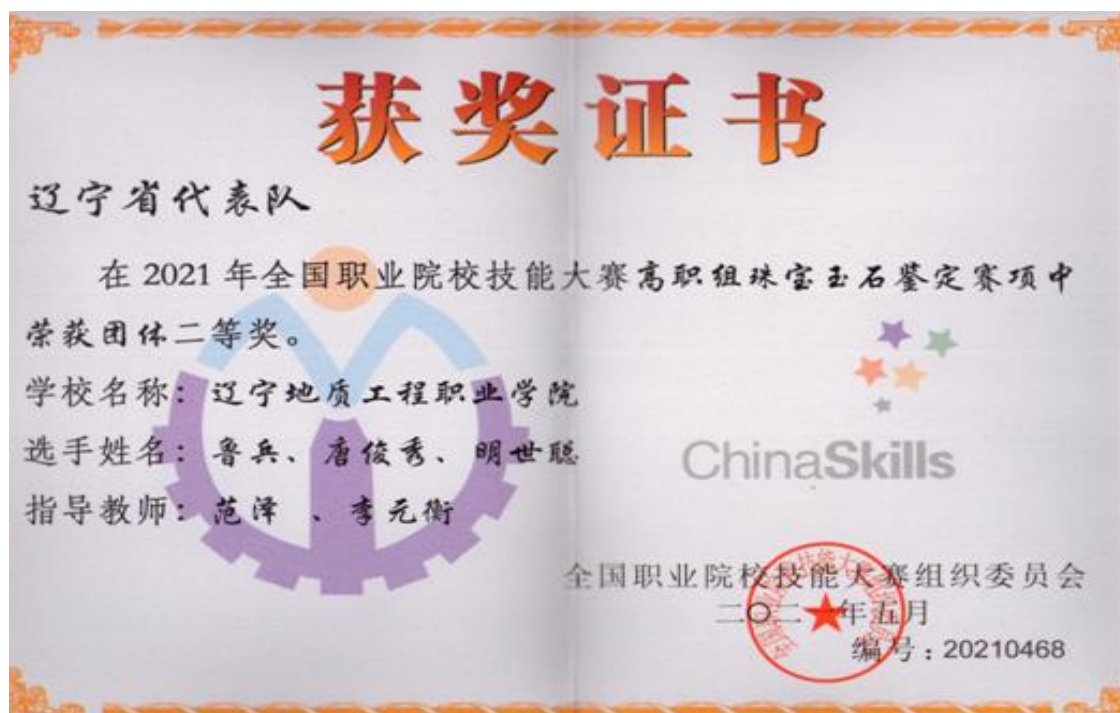 获奖证书
辽宁省代表队
在 2021 年全国职业院校技能大赛高职组珠宝玉石鉴定赛项中
荣获团体二等奖。
学校名称：辽宁地质工程职业学院
选手姓名：鲁兵、唐俊秀、明世聪
指导教师：范泽 、李元衡
ChinaSkills
全国职业院校技能大赛组织委员会
二〇二一年五月
编号：20210468